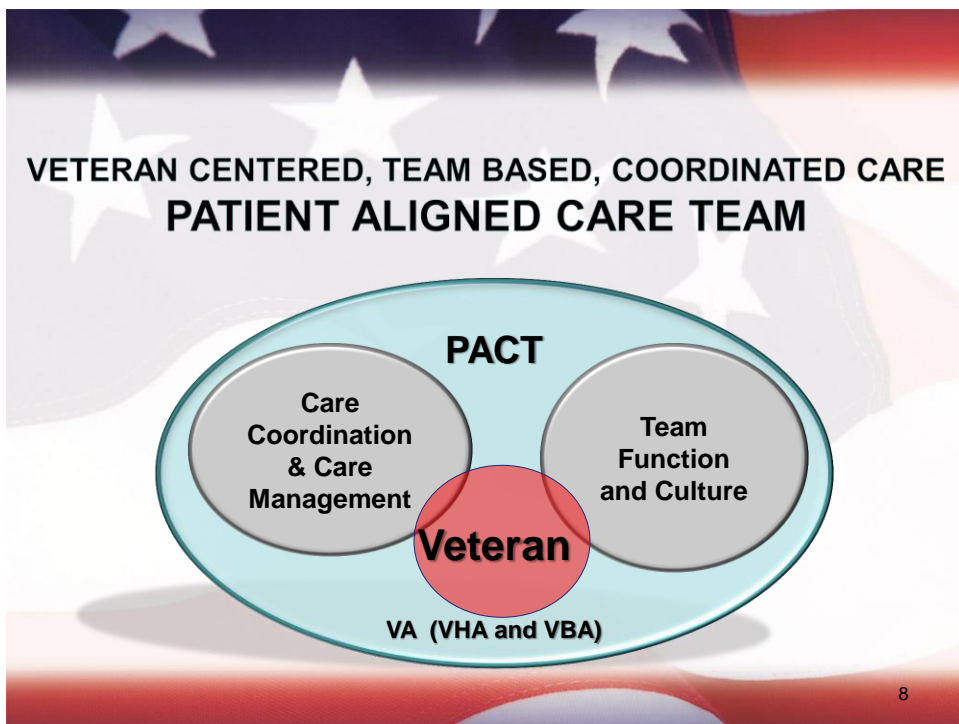 VETERAN CENTERED, TEAM BASED, COORDINATED CARE
PATIENT ALIGNED CARE TEAM
PACT
Care
Coordination
& Care
Management
Team
Function
and Culture
Veteran
VA (VHA and VBA)
8